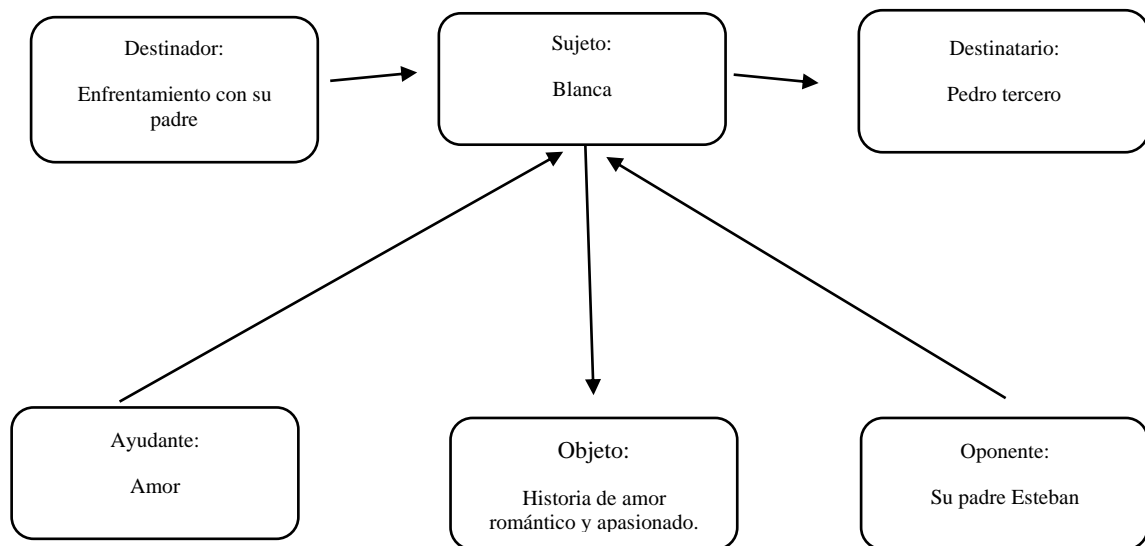 Destinador:
Enfrentamiento con su
padre
Sujeto:
Blanca
Destinatario:
Pedro tercero
Ayudante:
Amor
Objeto:
Historia de amor
romántico y apasionado.
Oponente:
Su padre Esteban